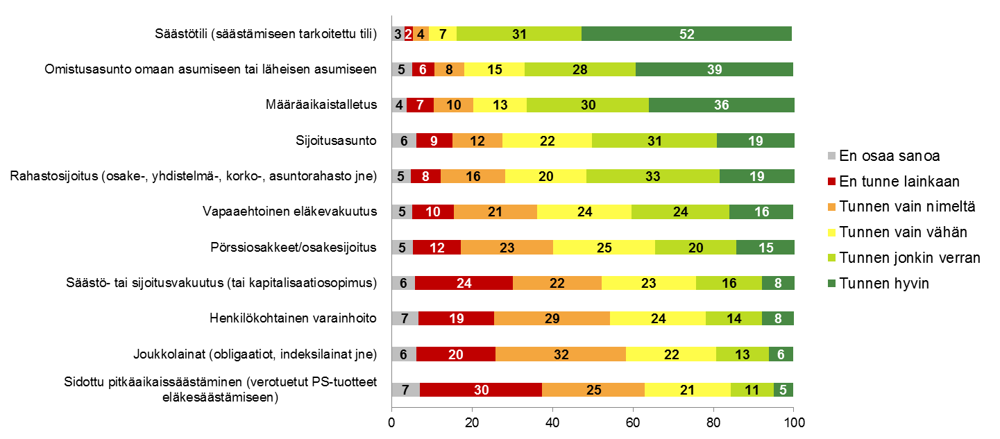 Säästötili (säästämiseen tarkoitettu tili) 3 2 4 7 31 52
Omistusasunto omaan asumiseen tai läheisen asumiseen 5 6 8 15 28 39
Määräaikaistalletus 4 7 10 13 30 36
Sijoitusasunto 6 9 12 22 31 19
Rahastosijoitus (osake-, yhdistelmä-, korko-, asuntorahasto jne) 5 8 16 20 33 19
Vapaaehtoinen eläkevakuutus 5 10 21 24 24 16
Pörssiosakkeet/osakesijoitus 5 12 23 25 20 15
Säästö- tai sijoitusvakuutus (tai kapitalisaatiosopimus) 6 24 22 23 16 8
Henkilökohtainen varainhoito 7 19 29 24 14 8
Joukkolainat (obligaatiot, indeksilainat jne) 6 20 32 22 13 6
Sidottu pitkäaikaissäästäminen (verotuetut PS-tuotteet
eläkesäästämiseen) 7 30 25 21 11 5
0 20 40 60 80 100
En osaa sanoa
En tunne lainkaan
Tunnen vain nimeltä
Tunnen vain vähän
Tunnen jonkin verran
Tunnen hyvin